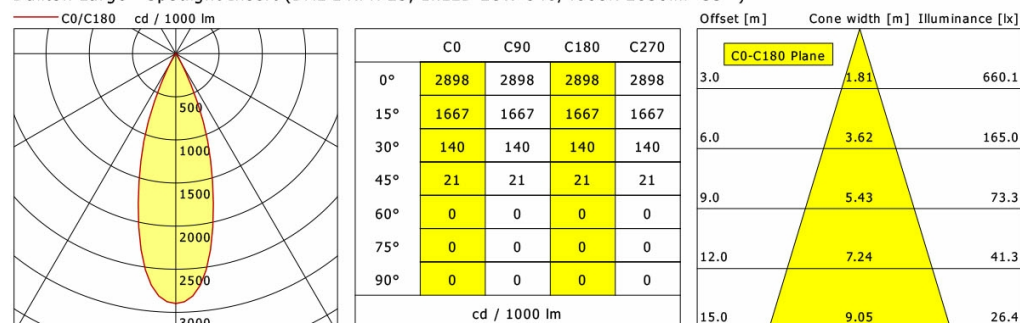 C0/C180 cd / 1000 lm
500
1000
1500
2000
2500
3000
C0 C90 C180 C270
0° 2898 2898 2898 2898
15° 1667 1667 1667 1667
30° 140 140 140 140
45° 21 21 21 21
60° 0 0 0 0
75° 0 0 0 0
90° 0 0 0 0
cd / 1000 lm
Offset [m] Cone width [m] Illuminance [lx]
C0-C180 Plane
3.0 1.81 660.1
6.0 3.62 165.0
9.0 5.43 73.3
12.0 7.24 41.3
15.0 9.05 26.4